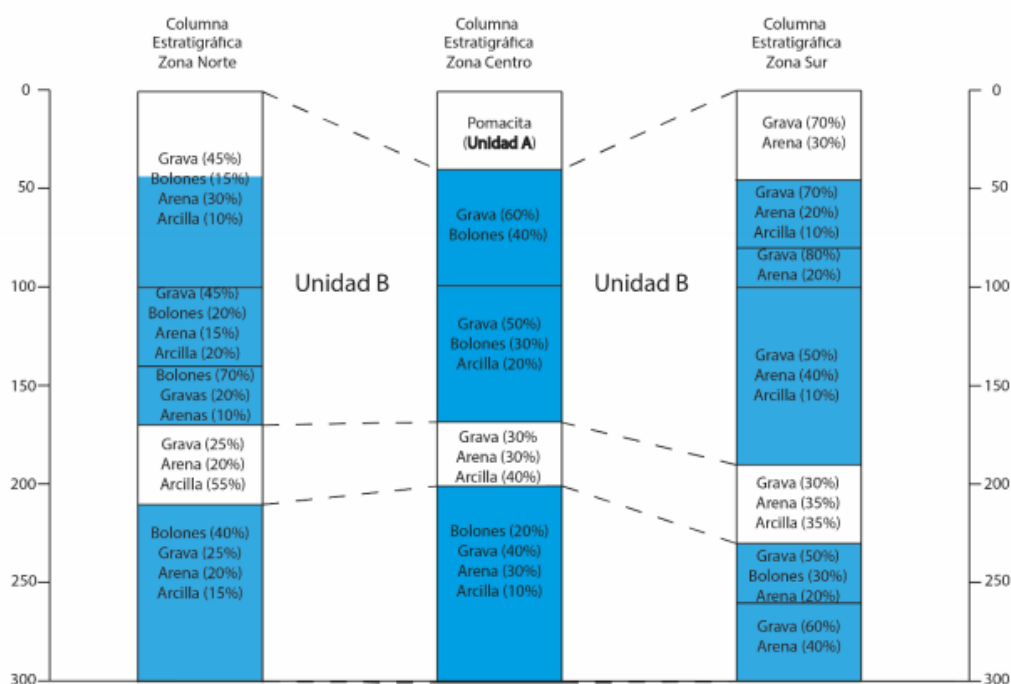 Columna
Estratigráfica
Zona Norte
Columna
Estratigráfica
Zona Centro
Columna
Estratigráfica
Zona Sur
0
50
100
150
200
250
300
Grava (45%)
Bolones (15%)
Arena (30%)
Arcilla (10%)
Grava (45%)
Bolones (20%)
Arena (15%)
Arcilla (20%)
Bolones (70%)
Gravas (20%)
Arenas (10%)
Grava (25%)
Arena (20%)
Arcilla (55%)
Bolones (40%)
Grava (25%)
Arena (20%)
Arcilla (15%)
Unidad B
Pomacita
(Unidad A)
Grava (60%)
Bolones (40%)
Grava (50%)
Bolones (30%)
Arcilla (20%)
Grava (30%
Arena (30%)
Arcilla (40%)
Bolones (20%)
Grava (40%)
Arena (30%)
Arcilla (10%)
Unidad B
Grava (70%)
Arena (30%)
Grava (70%)
Arena (20%)
Arcilla (10%)
Grava (80%)
Arena (20%)
Grava (50%)
Arena (40%)
Arcilla (10%)
Grava (30%)
Arena (35%)
Arcilla (35%)
Grava (50%)
Bolones (30%)
Arena (20%)
Grava (60%)
Arena (40%)
0
50
100
150
200
250
300